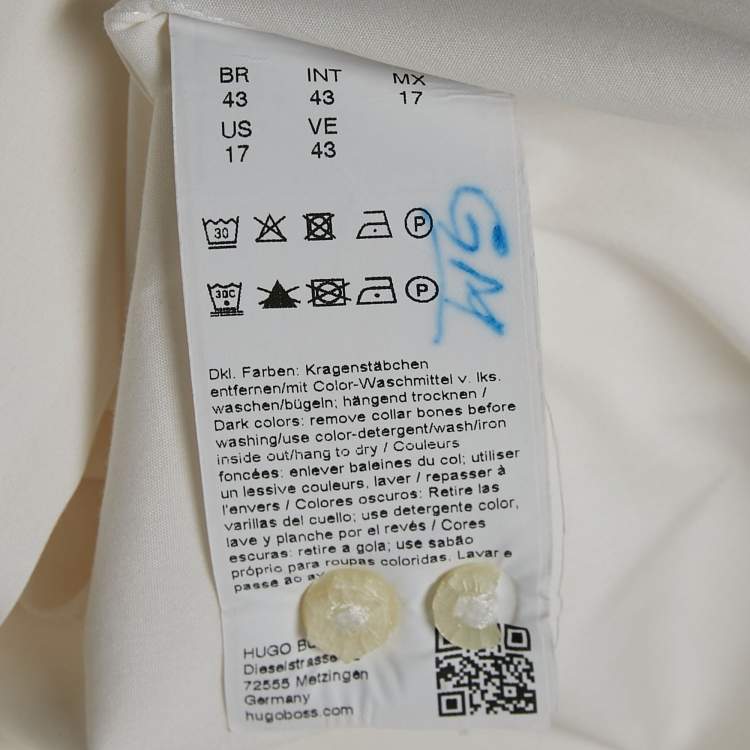 BR INT MX
43 43 17
US VE
17 43
30 P
30C P
GM
Dkl. Farben: Kragenstäbchen
entfernen/mit Color-Waschmittel v. lks.
waschen/bügeln; hängend trocknen /
Dark colors: remove collar bones before
washing/use color-detergent/wash/iron
inside out/hang to dry / Couleurs
foncées: enlever baleines du col; utiliser
un lessive couleurs, laver / repasser à
l'envers / Colores oscuros: Retire las
varillas del cuello; use detergente color,
lave y planche por el revés / Cores
escuras: retire a gola; use sabão
próprio para roupas coloridas. Lavar e
passe ao
HUGO
Dieselstrasse
72555 Metzingen
Germany
hugoboss.com